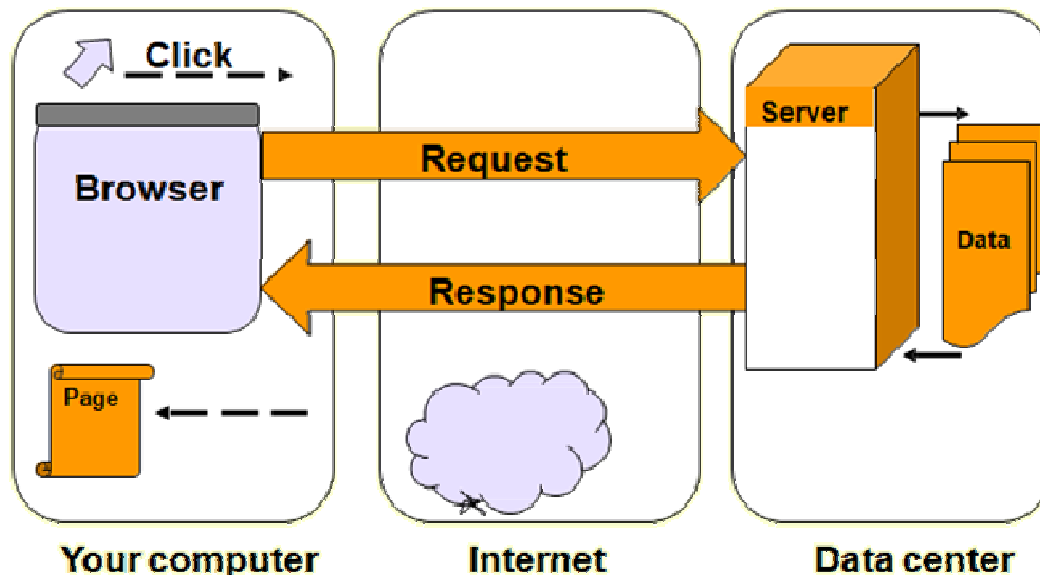 Click
Browser
Request
Response
Server
Data
Page
Your computer
Internet
Data center